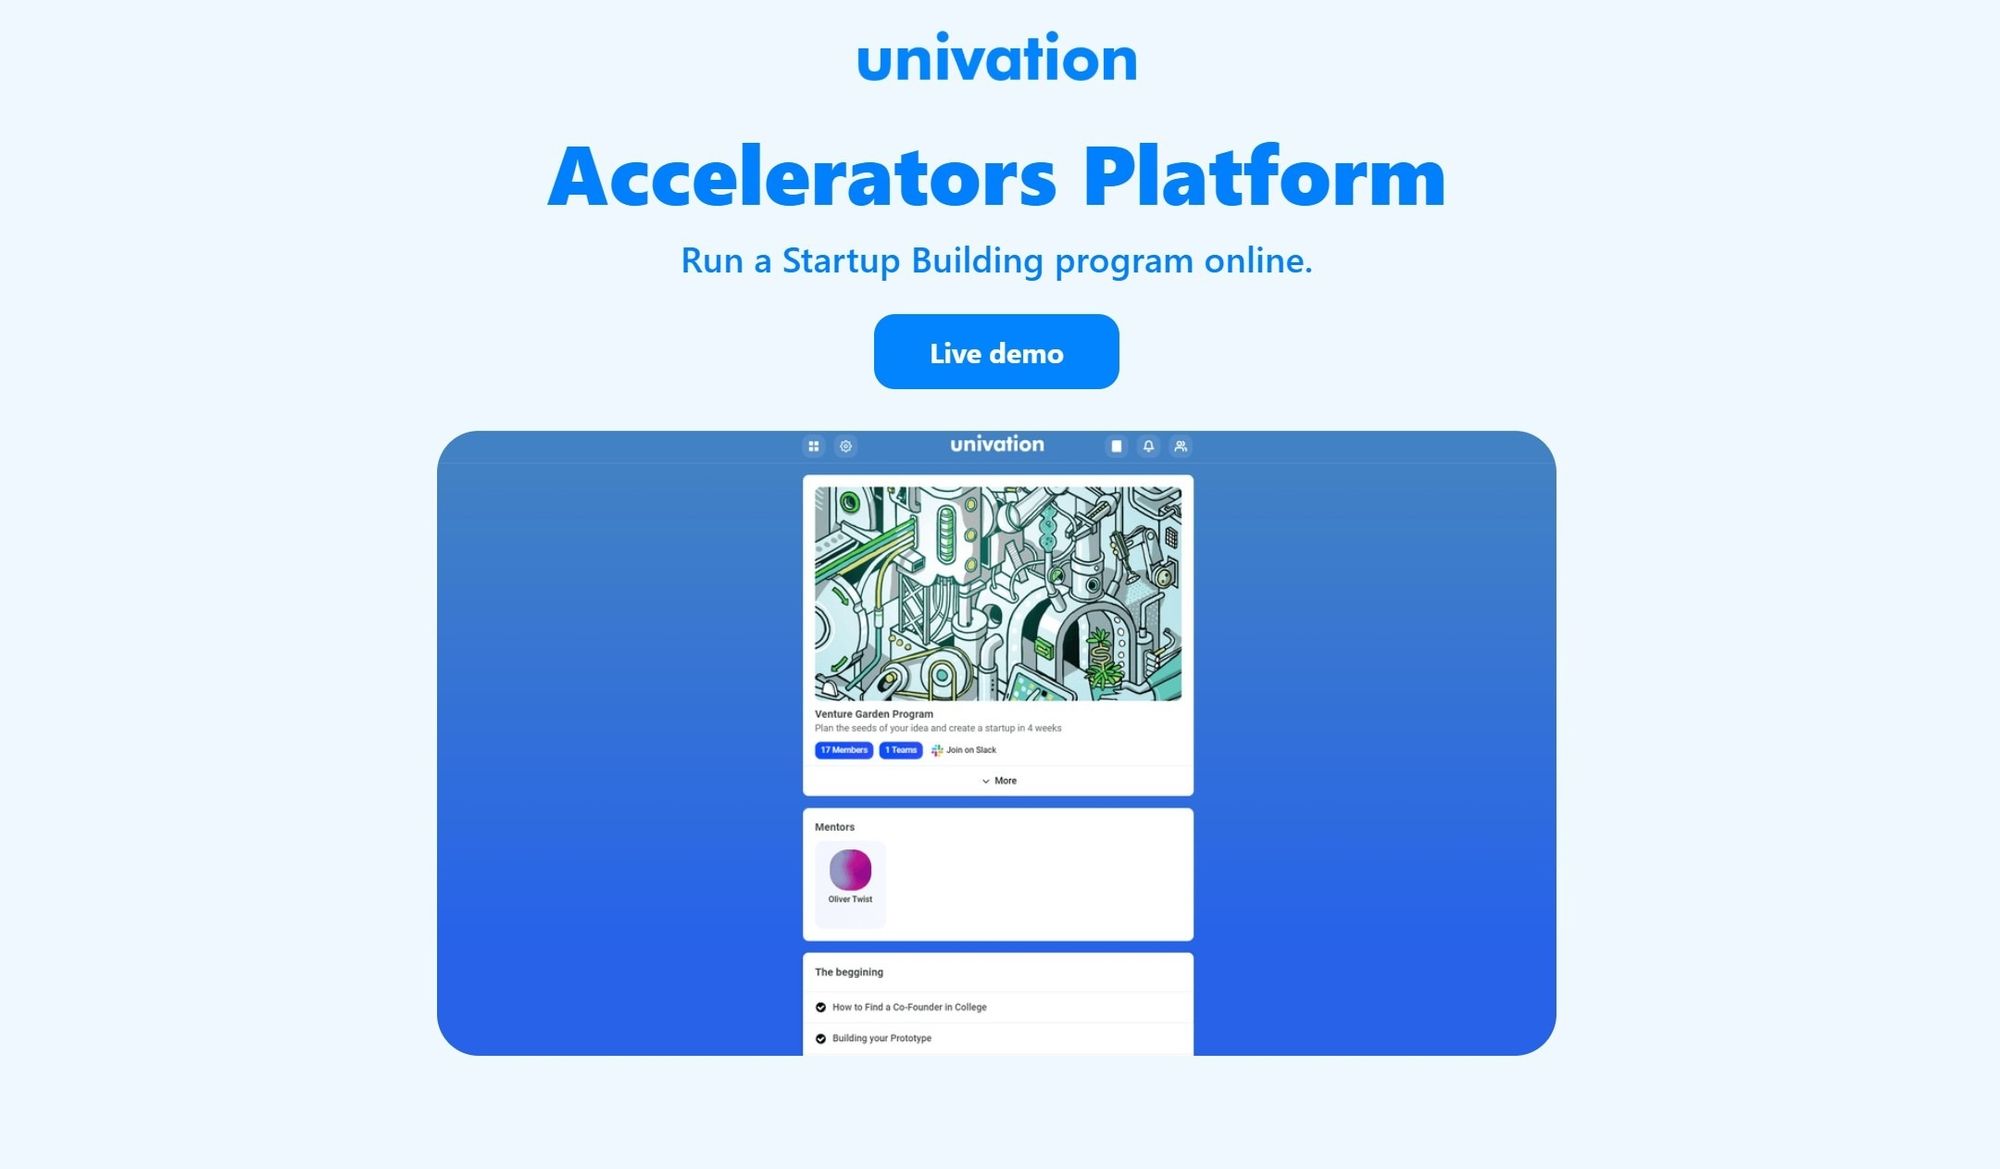 univation
Accelerators Platform
Run a Startup Building program online.
Live demo
univation
Venture Garden Program
Plan the seeds of your idea and create a startup in 4 weeks
17 Members 1 Teams Join on Slack
More
Mentors
Oliver Twist
The beggining
How to Find a Co-Founder in College
Building your Prototype